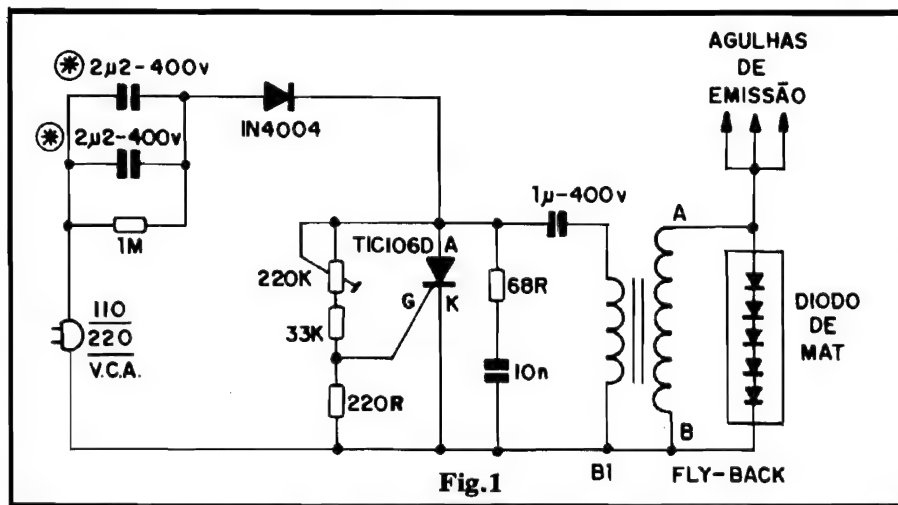 AGULHAS
DE
EMISSÃO
✱ 2µ2-400v
IN4004
✱ 2µ2-400v
1M
110
220
V.C.A.
220K
33K
220R
TIC106D
A
G
K
68R
10n
1µ-400v
A
B
B1
FLY-BACK
DIODO
DE
MAT
Fig.1